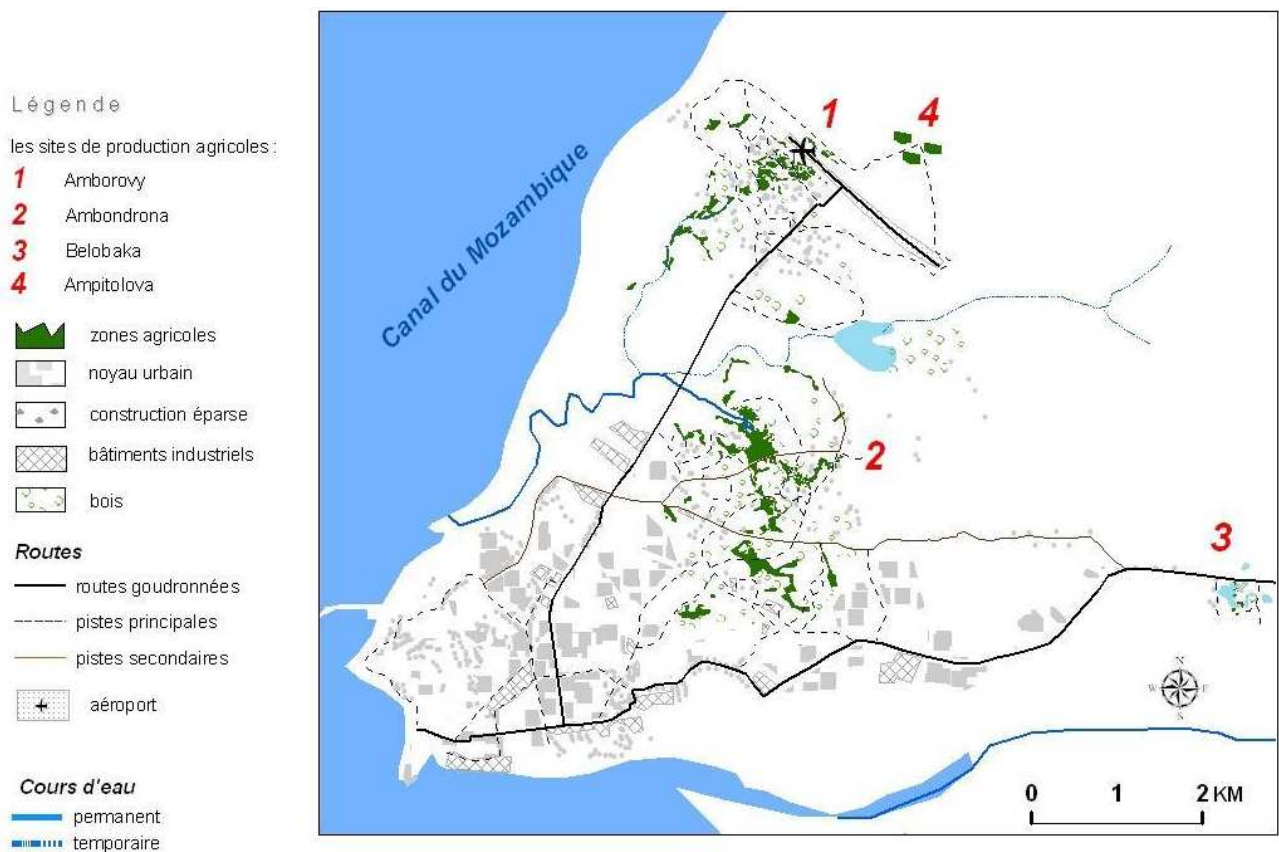 Légende
les sites de production agricoles :
1 Amborovy
2 Ambondrona
3 Belobaka
4 Ampitolova
zones agricoles
noyau urbain
construction éparse
bâtiments industriels
bois
Routes
routes goudronnées
pistes principales
pistes secondaires
aéroport
Cours d'eau
permanent
temporaire
Canal du Mozambique
1
4
2
3
N
W E
S
0 1 2 KM